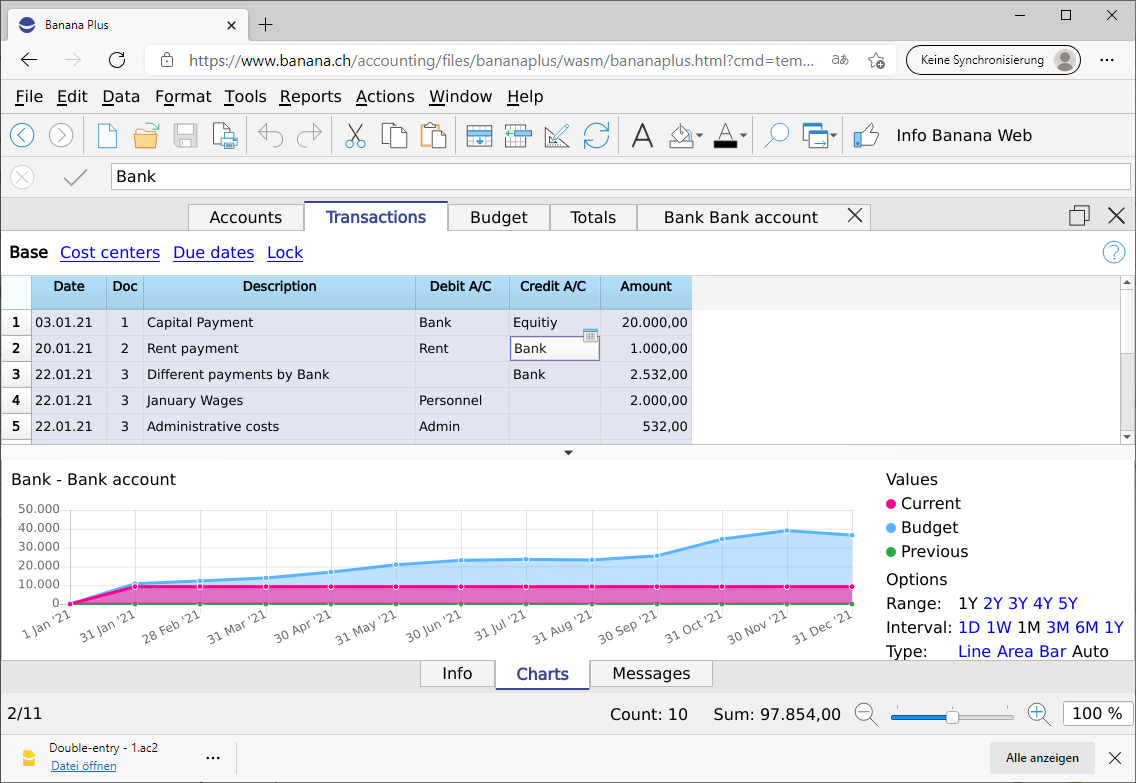 Banana Plus
https://www.banana.ch/accounting/files/bananaplus/wasm/bananaplus.html?cmd=tem... aあ Keine Synchronisierung
File Edit Data Format Tools Reports Actions Window Help
Info Banana Web
Bank
Accounts Transactions Budget Totals Bank Bank account
Base Cost centers Due dates Lock ?
Date Doc Description Debit A/C Credit A/C Amount
1 03.01.21 1 Capital Payment Bank Equitiy 20.000,00
2 20.01.21 2 Rent payment Rent Bank 1.000,00
3 22.01.21 3 Different payments by Bank Bank 2.532,00
4 22.01.21 3 January Wages Personnel 2.000,00
5 22.01.21 3 Administrative costs Admin 532,00
Bank - Bank account
50.000
40.000
30.000
20.000
10.000
0
1 Jan '21 31 Jan '21 28 Feb '21 31 Mar '21 30 Apr '21 31 May '21 30 Jun '21 31 Jul '21 31 Aug '21 30 Sep '21 31 Oct '21 30 Nov '21 31 Dec '21
Values
Current
Budget
Previous
Options
Range: 1Y 2Y 3Y 4Y 5Y
Interval: 1D 1W 1M 3M 6M 1Y
Type: Line Area Bar Auto
Info Charts Messages
2/11 Count: 10 Sum: 97.854,00 100 %
Double-entry - 1.ac2
Datei öffnen
Alle anzeigen